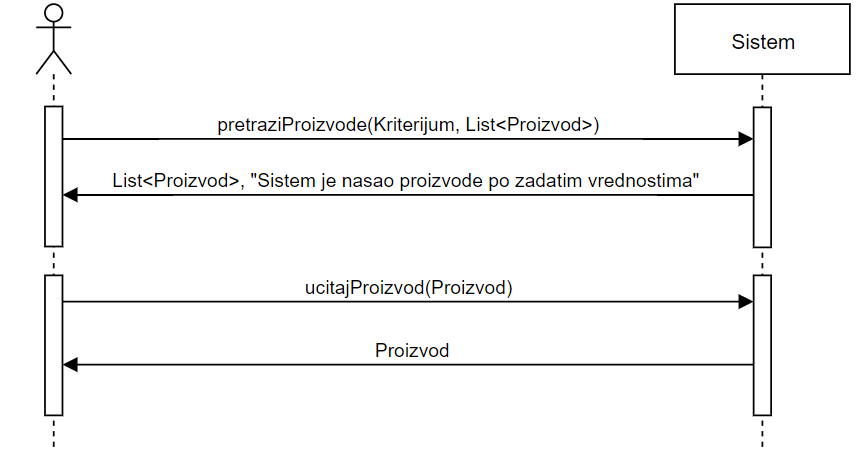 Sistem
pretraziProizvode(Kriterijum, List<Proizvod>)
List<Proizvod>, "Sistem je nasao proizvode po zadatim vrednostima"
ucitajProizvod(Proizvod)
Proizvod